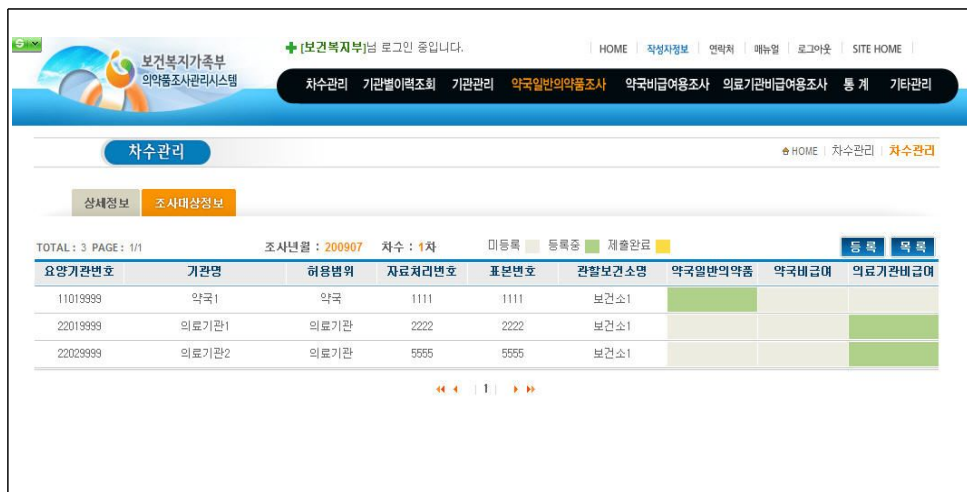 [보건복지부]님 로그인 중입니다.
HOME 작성자정보 연락처 매뉴얼 로그아웃 SITE HOME
보건복지가족부
의약품조사관리시스템
차수관리 기관별이력조회 기관관리 약국일반의약품조사 약국비급여용조사 의료기관비급여용조사 통 계 기타관리
차수관리
HOME 차수관리 차수관리
상세정보 조사대상정보
TOTAL : 3 PAGE : 1/1 조사년월 : 200907 차수 : 1차 미등록 등록중 제출완료 등 록 목 록
요양기관번호 기관명 허용범위 자료처리번호 표본번호 관할보건소명 약국일반의약품 약국비급여 의료기관비급여
11019999 약국1 약국 1111 1111 보건소1
22019999 의료기관1 의료기관 2222 2222 보건소1
22029999 의료기관2 의료기관 5555 5555 보건소1
1